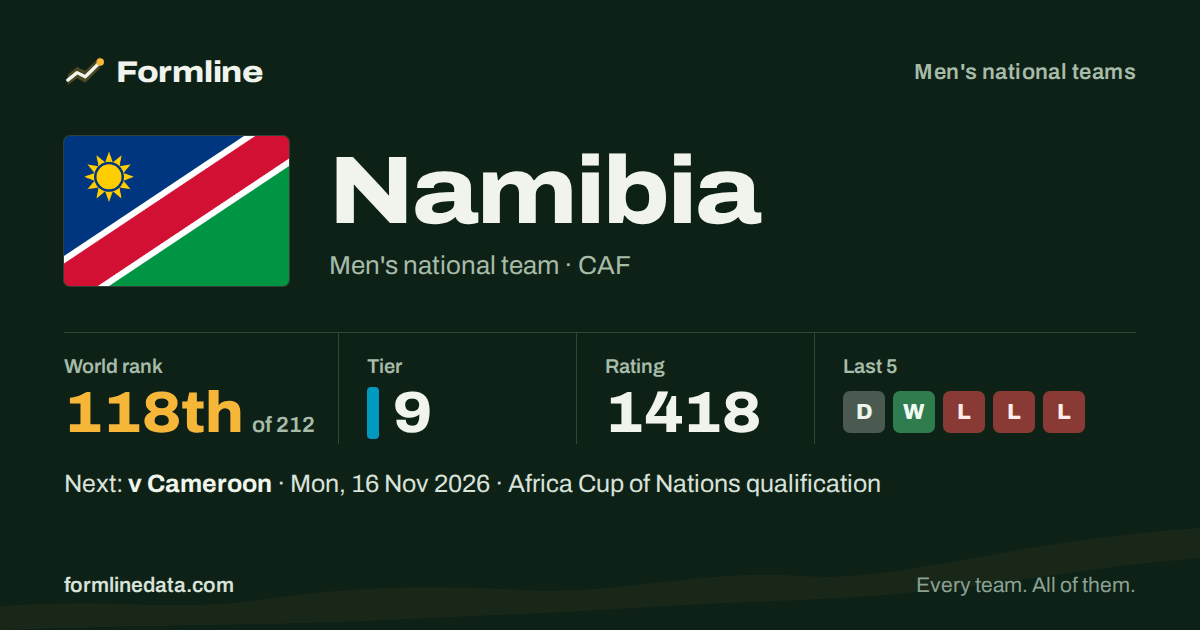 Formline
Men's national teams
Namibia
Men's national team · CAF
World rank
118th of 212
Tier
9
Rating
1418
Last 5
D W L L L
Next: v Cameroon · Mon, 16 Nov 2026 · Africa Cup of Nations qualification
formlinedata.com
Every team. All of them.